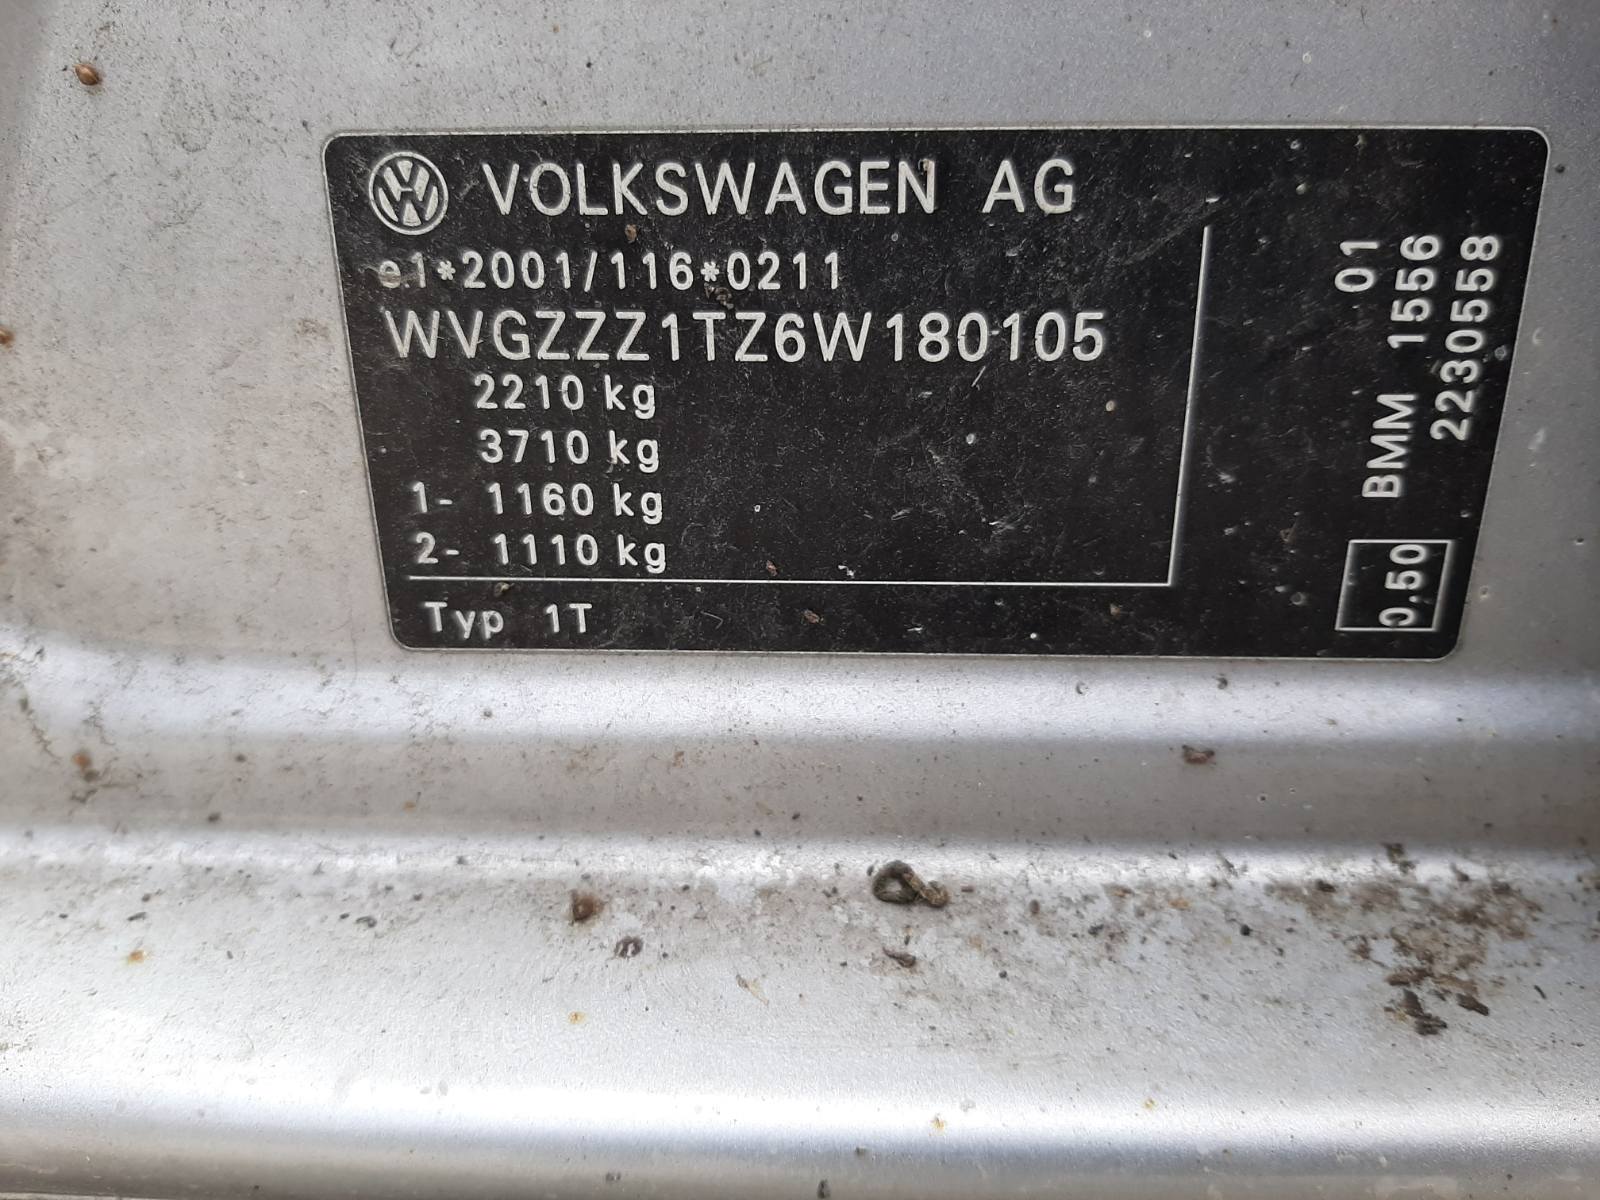 VOLKSWAGEN AG
e1*2001/116*0211
WVGZZZ1TZ6W180105
2210 kg
3710 kg
1- 1160 kg
2- 1110 kg
Typ 1T
01
BMM 1556
2230558
0.50